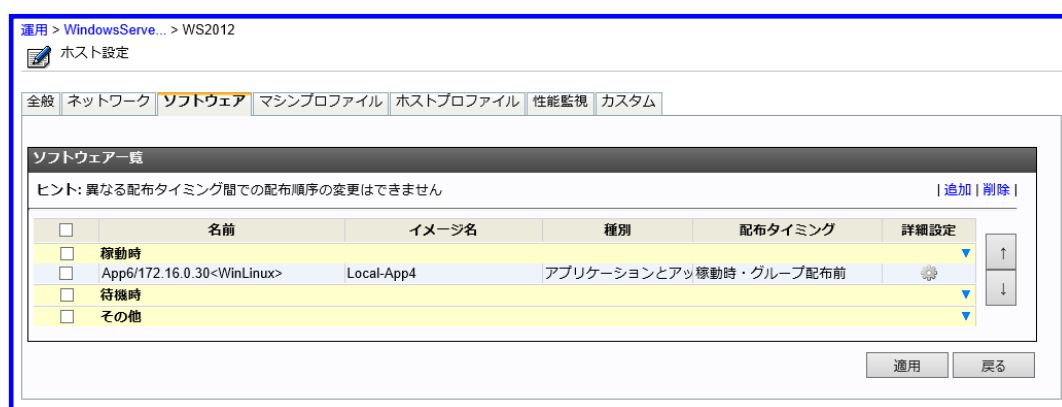 運用 > WindowsServe... > WS2012
ホスト設定
全般 ネットワーク ソフトウェア マシンプロファイル ホストプロファイル 性能監視 カスタム
ソフトウェア一覧
ヒント: 異なる配布タイミング間での配布順序の変更はできません | 追加 | 削除 |
名前 イメージ名 種別 配布タイミング 詳細設定
稼動時
App6/172.16.0.30<WinLinux> Local-App4 アプリケーションとアッ 稼動時・グループ配布前
待機時
その他
↑
↓
適用 戻る